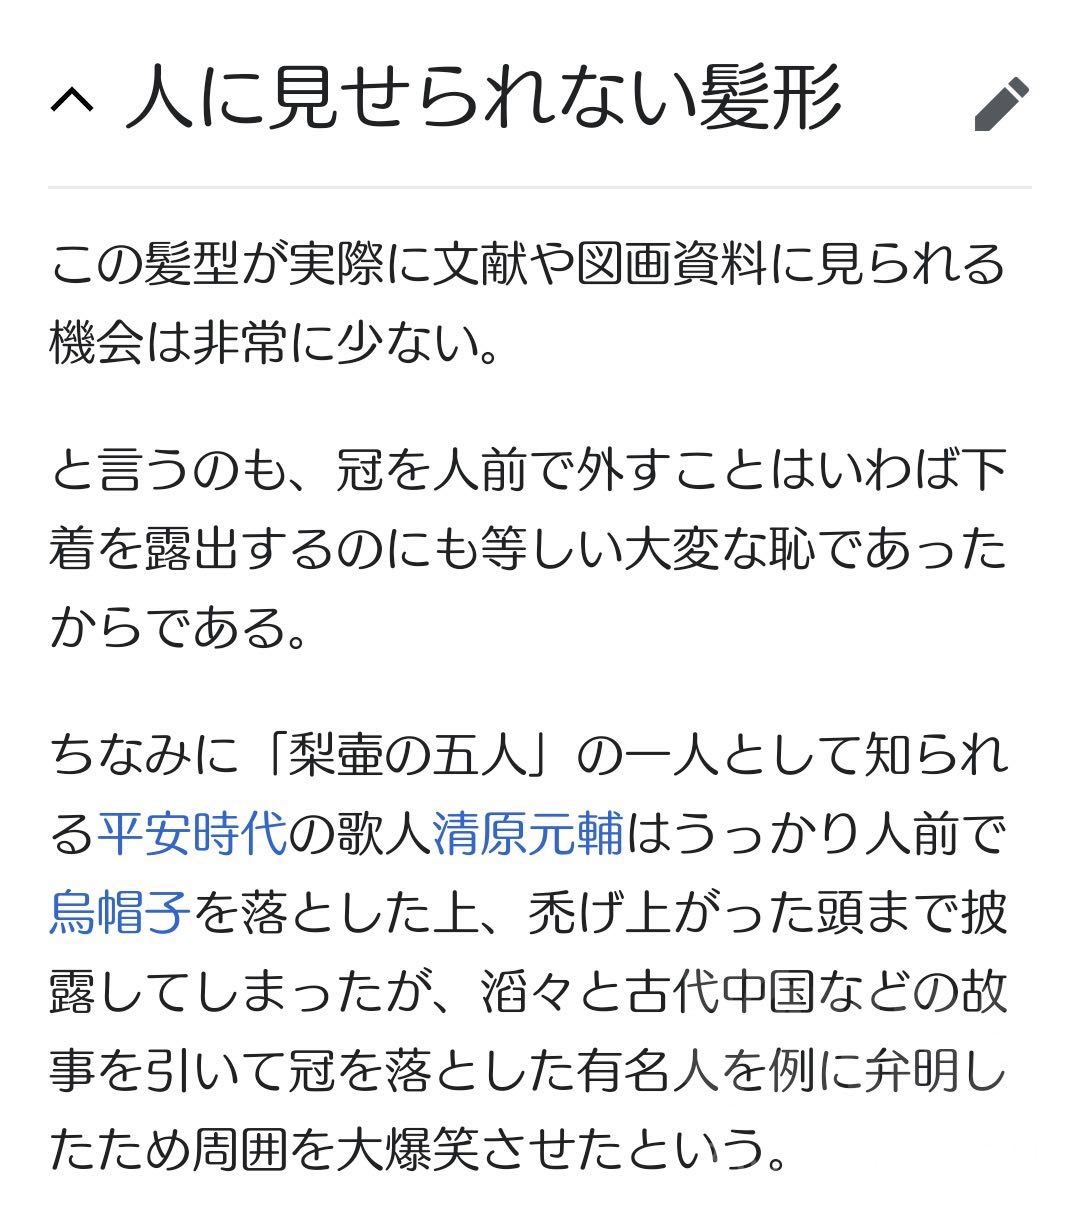 人に見せられない髪形
この髪型が実際に文献や図画資料に見られる
機会は非常に少ない。
と言うのも、冠を人前で外すことはいわば下
着を露出するのにも等しい大変な恥であった
からである。
ちなみに「梨壷の五人」の一人として知られ
る平安時代の歌人清原元輔はうっかり人前で
烏帽子を落とした上、禿げ上がった頭まで披
露してしまったが、滔々と古代中国などの故
事を引いて冠を落とした有名人を例に弁明し
たため周囲を大爆笑させたという。